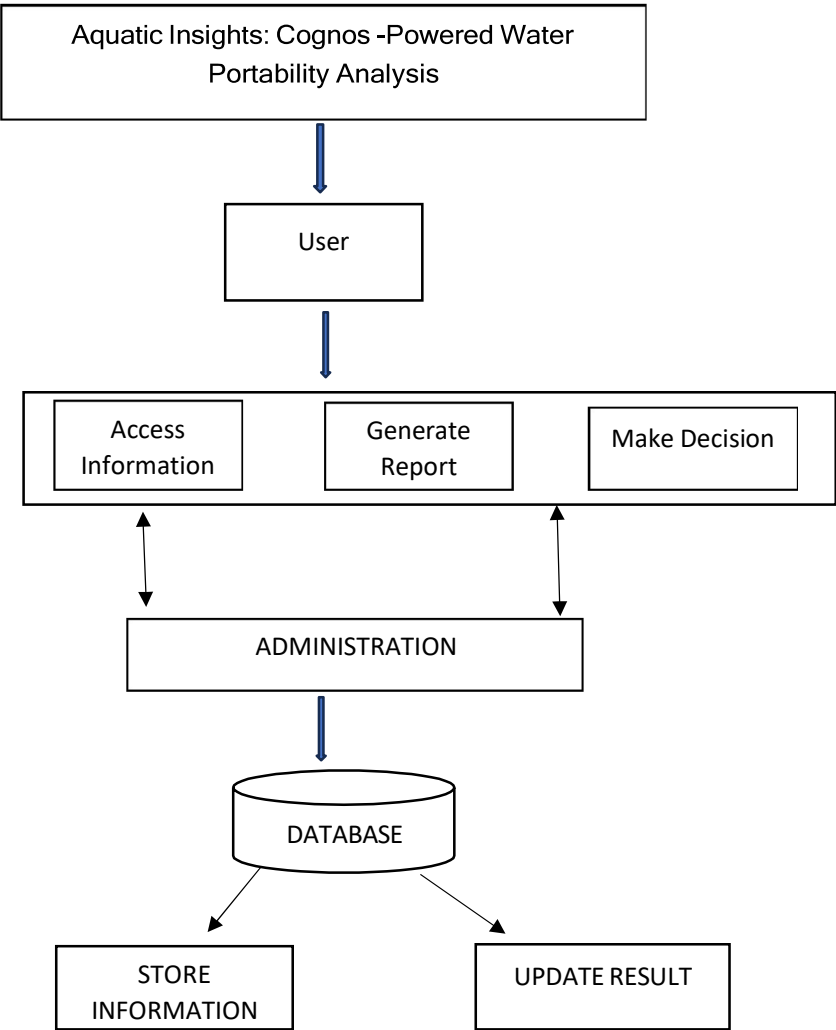 Aquatic Insights: Cognos -Powered Water
Portability Analysis
User
Access
Information
Generate
Report
Make Decision
ADMINISTRATION
DATABASE
STORE
INFORMATION
UPDATE RESULT